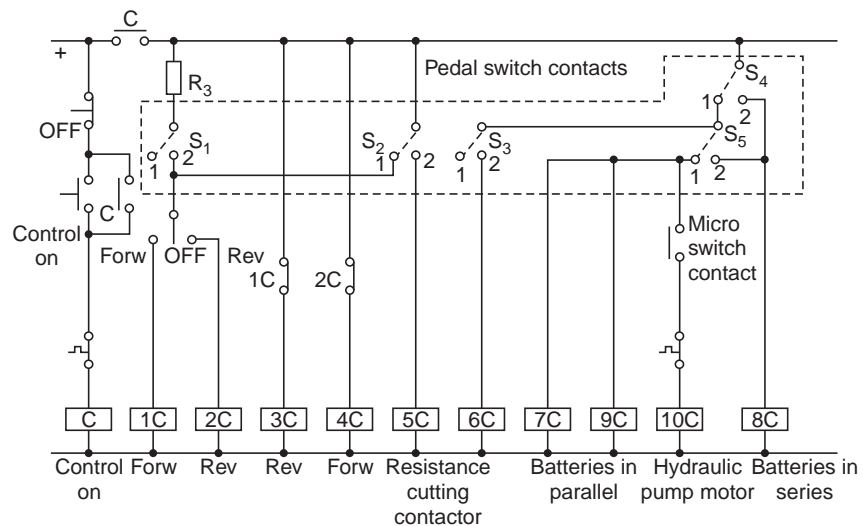 C
+
Pedal switch contacts
R3
S4
1
2
OFF
S1
1
2
S2
1
2
S3
1
2
S5
1
2
C
Control
on
Forw
OFF
Rev
1C
2C
Micro
switch
contact
C
1C
2C
3C
4C
5C
6C
7C
9C
10C
8C
Control
on
Forw
Rev
Rev
Forw
Resistance
cutting
contactor
Batteries in
parallel
Hydraulic
pump motor
Batteries in
series